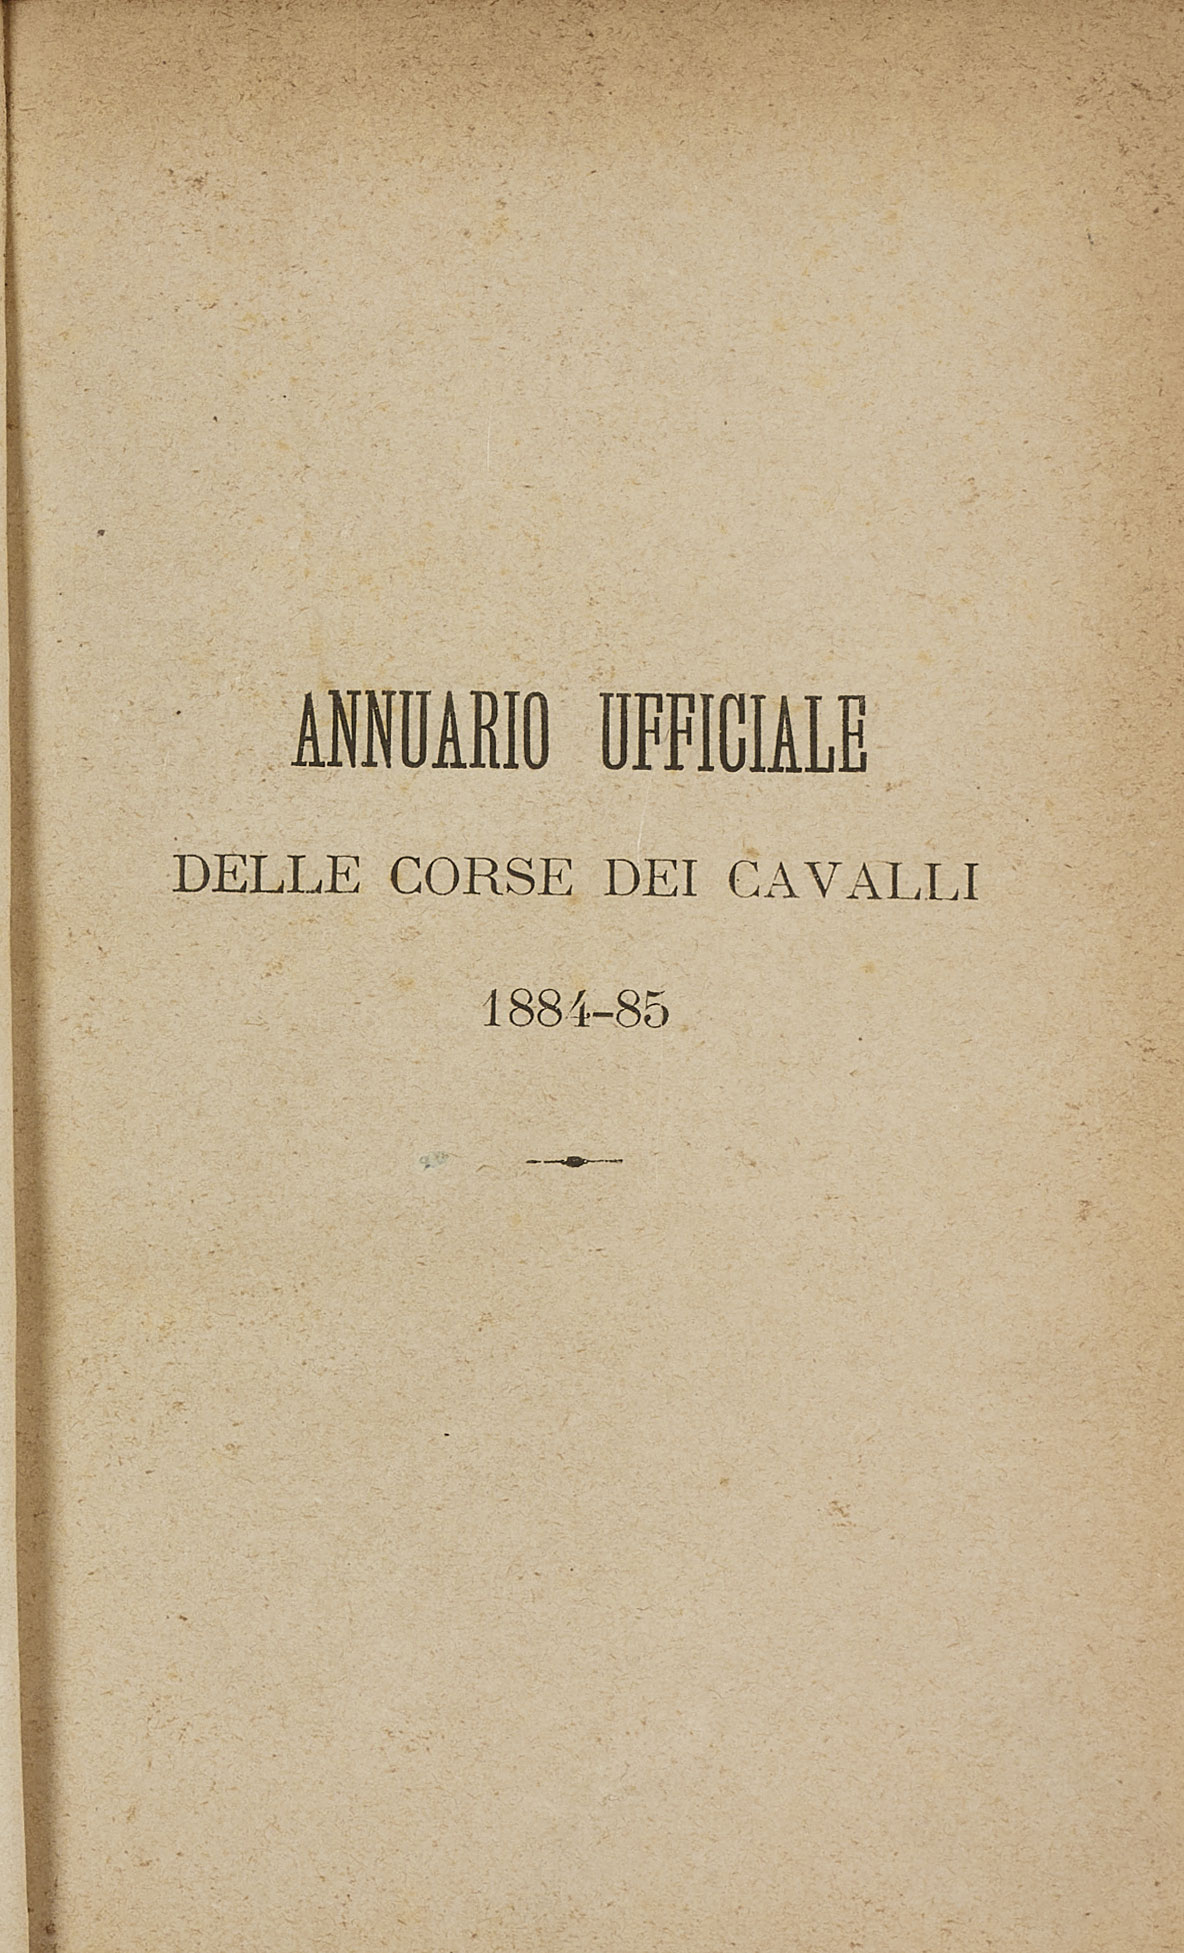 ANNUARIO UFFICIALE
DELLE CORSE DEI CAVALLI
1884-85